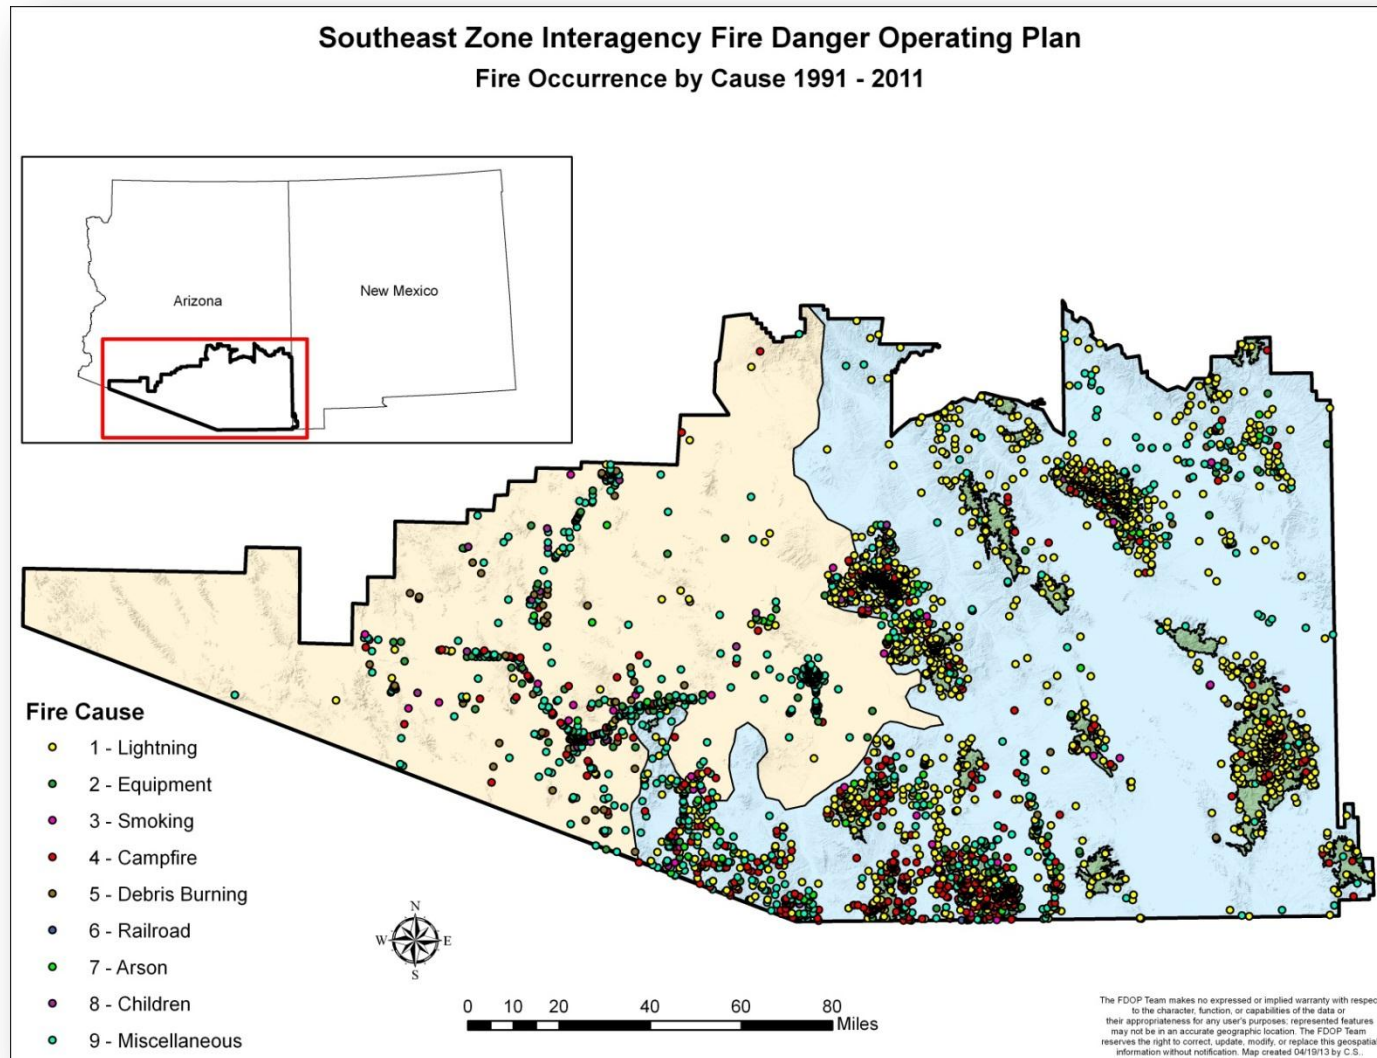 Southeast Zone Interagency Fire Danger Operating Plan
Fire Occurrence by Cause 1991 - 2011
Arizona
New Mexico
Fire Cause
1 - Lightning
2 - Equipment
3 - Smoking
4 - Campfire
5 - Debris Burning
6 - Railroad
7 - Arson
8 - Children
9 - Miscellaneous
N
W E
S
0 10 20 40 60 80
Miles
The FDOP Team makes no expressed or implied warranty with respec
to the character, function, or capabilities of the data or
their appropriateness for any user's purposes; represented features
may not be in an accurate geographic location. The FDOP Team
reserves the right to correct, update, modify, or replace this geospatial
information without notification. Map created 04/19/13 by C.S..